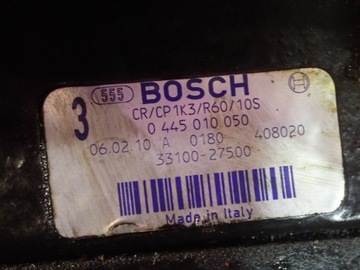 555 BOSCH
3 CR/CP1K3/R60/10S
0 445 010 050
06.02.10 A 0180 408020
33100-27500
Made in Italy